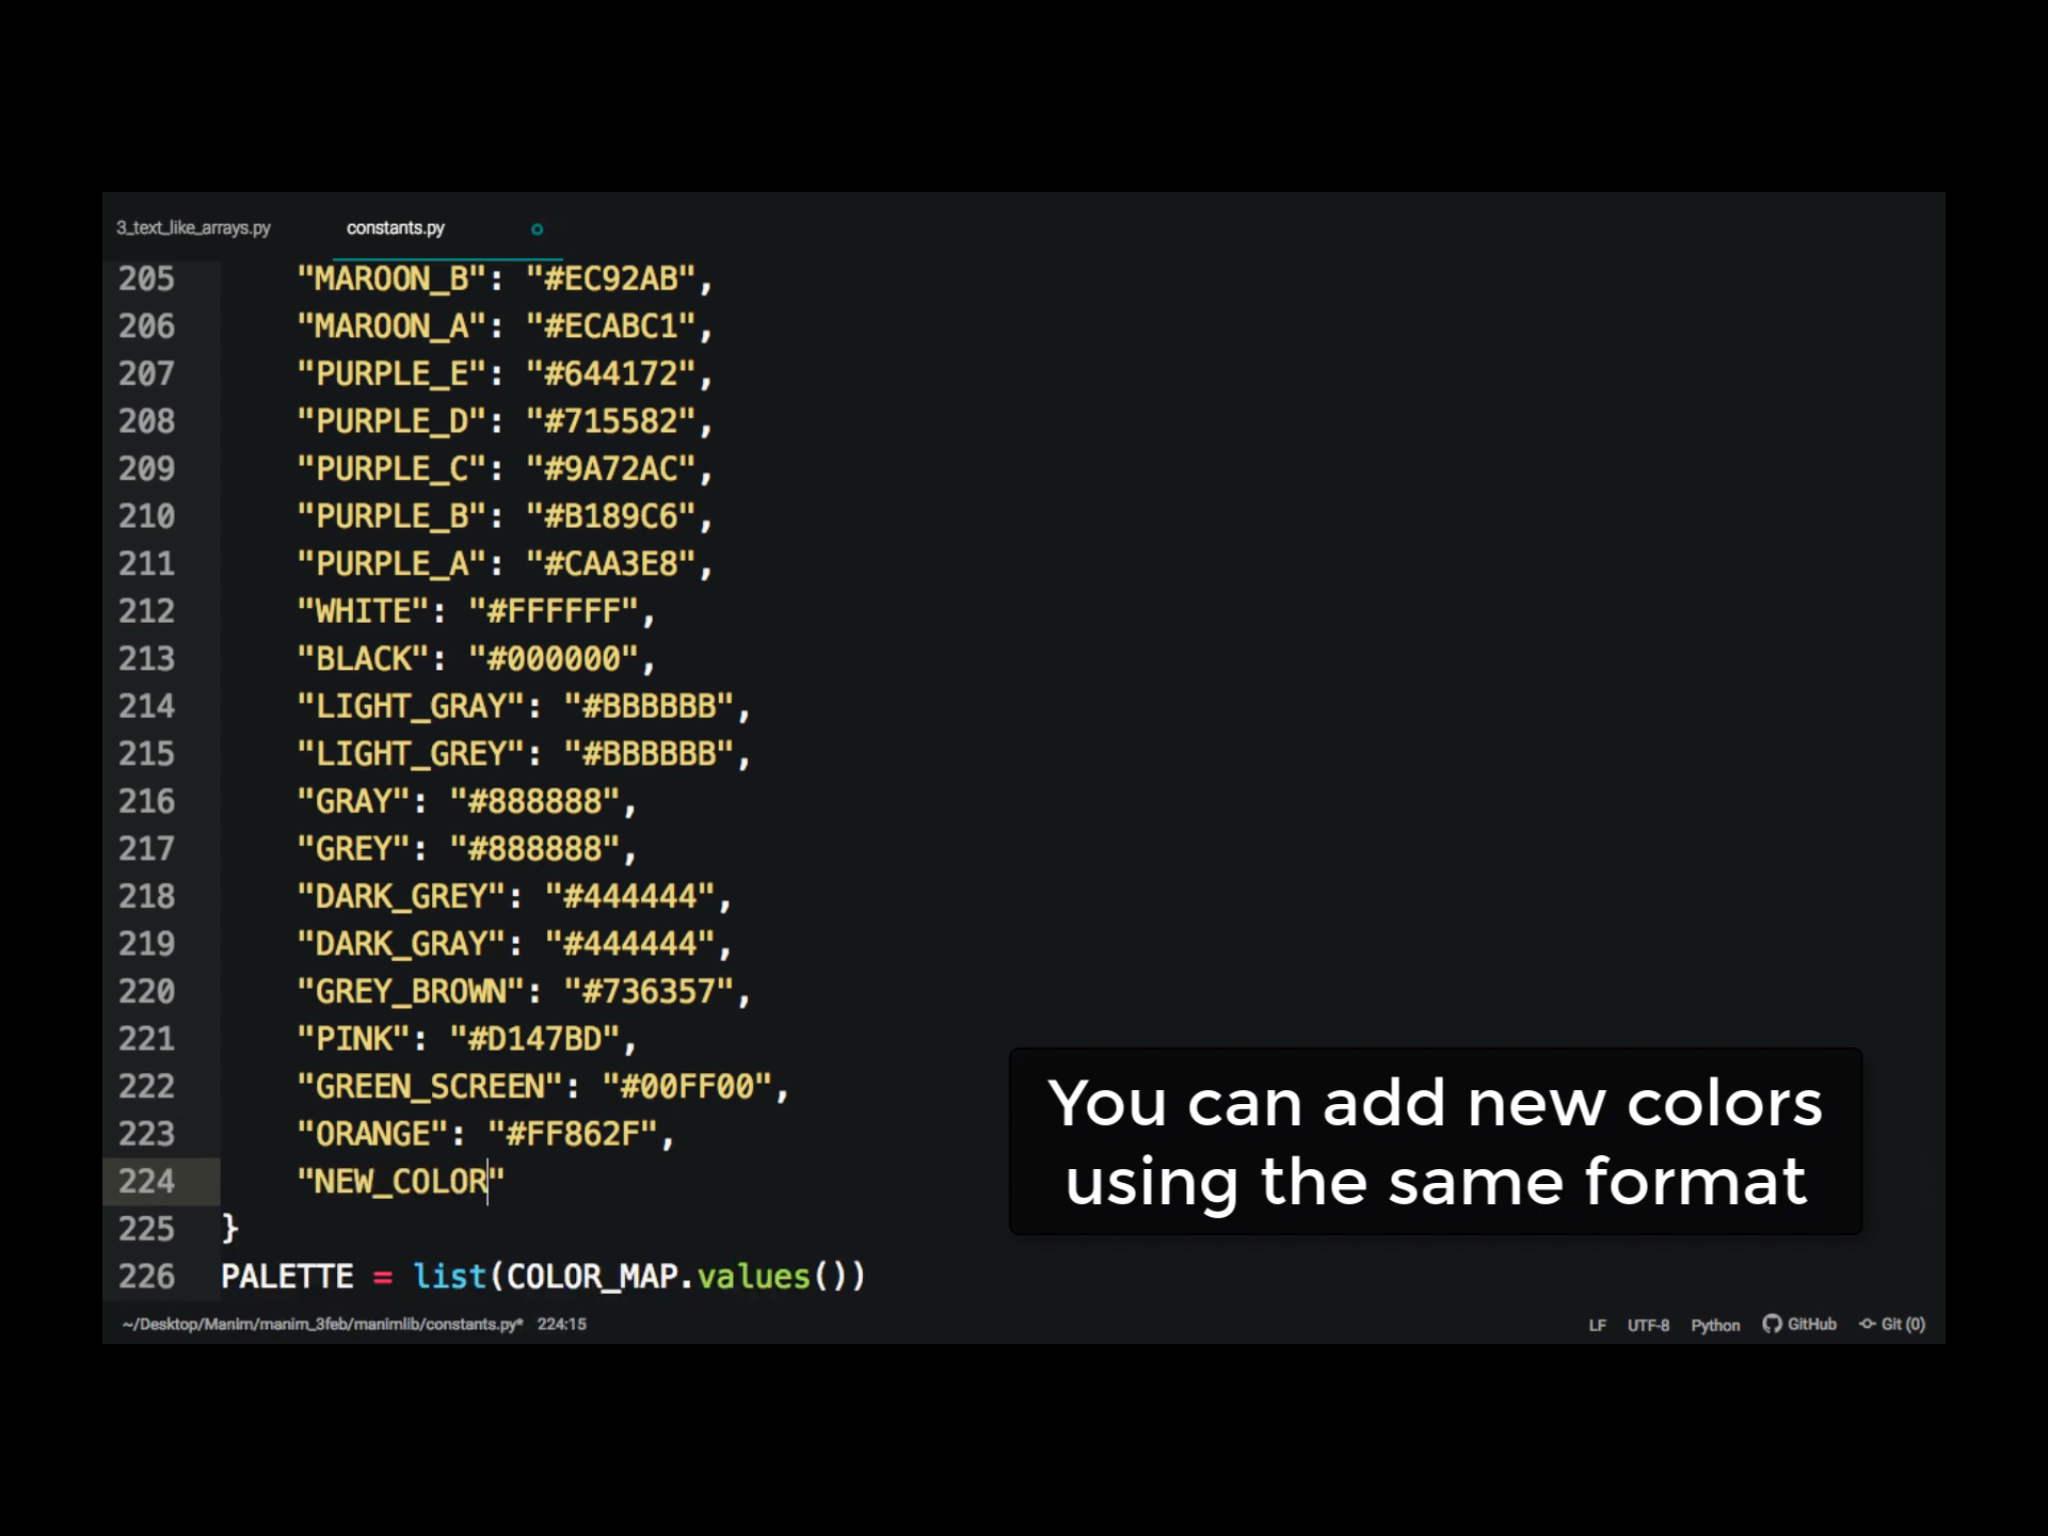 3_text_like_arrays.py constants.py
205 "MAROON_B": "#EC92AB",
206 "MAROON_A": "#ECABC1",
207 "PURPLE_E": "#644172",
208 "PURPLE_D": "#715582",
209 "PURPLE_C": "#9A72AC",
210 "PURPLE_B": "#B189C6",
211 "PURPLE_A": "#CAA3E8",
212 "WHITE": "#FFFFFF",
213 "BLACK": "#000000",
214 "LIGHT_GRAY": "#BBBBBB",
215 "LIGHT_GREY": "#BBBBBB",
216 "GRAY": "#888888",
217 "GREY": "#888888",
218 "DARK_GREY": "#444444",
219 "DARK_GRAY": "#444444",
220 "GREY_BROWN": "#736357",
221 "PINK": "#D147BD",
222 "GREEN_SCREEN": "#00FF00",
223 "ORANGE": "#FF862F",
224 "NEW_COLOR"
225 }
226 PALETTE = list(COLOR_MAP.values())
You can add new colors
using the same format
~/Desktop/Manim/manim_3feb/manimlib/constants.py* 224:15 LF UTF-8 Python GitHub Git (0)